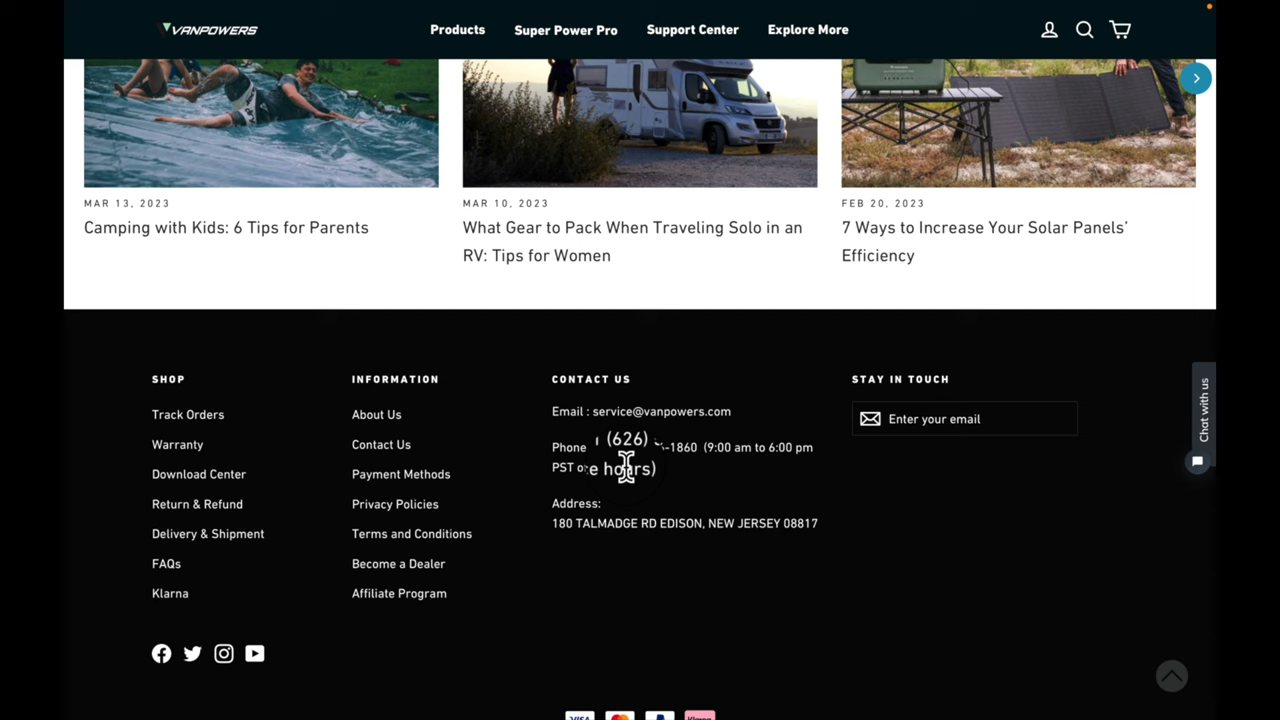 VANPOWERS
Products
Super Power Pro
Support Center
Explore More
MAR 13, 2023
Camping with Kids: 6 Tips for Parents
MAR 10, 2023
What Gear to Pack When Traveling Solo in an
RV: Tips for Women
FEB 20, 2023
7 Ways to Increase Your Solar Panels’
Efficiency
SHOP
Track Orders
Warranty
Download Center
Return & Refund
Delivery & Shipment
FAQs
Klarna
INFORMATION
About Us
Contact Us
Payment Methods
Privacy Policies
Terms and Conditions
Become a Dealer
Affiliate Program
CONTACT US
Email : service@vanpowers.com
Phone (626) -1860 (9:00 am to 6:00 pm
PST
Address:
180 TALMADGE RD EDISON, NEW JERSEY 08817
STAY IN TOUCH
Enter your email
Chat with us
VISA
Klarna